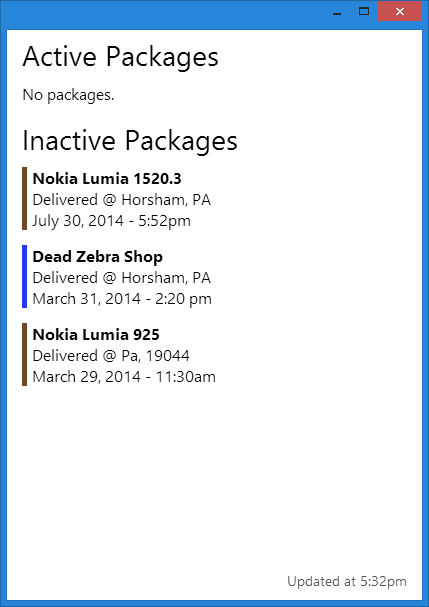 Active Packages
No packages.
Inactive Packages
Nokia Lumia 1520.3
Delivered @ Horsham, PA
July 30, 2014 - 5:52pm
Dead Zebra Shop
Delivered @ Horsham, PA
March 31, 2014 - 2:20 pm
Nokia Lumia 925
Delivered @ Pa, 19044
March 29, 2014 - 11:30am
Updated at 5:32pm